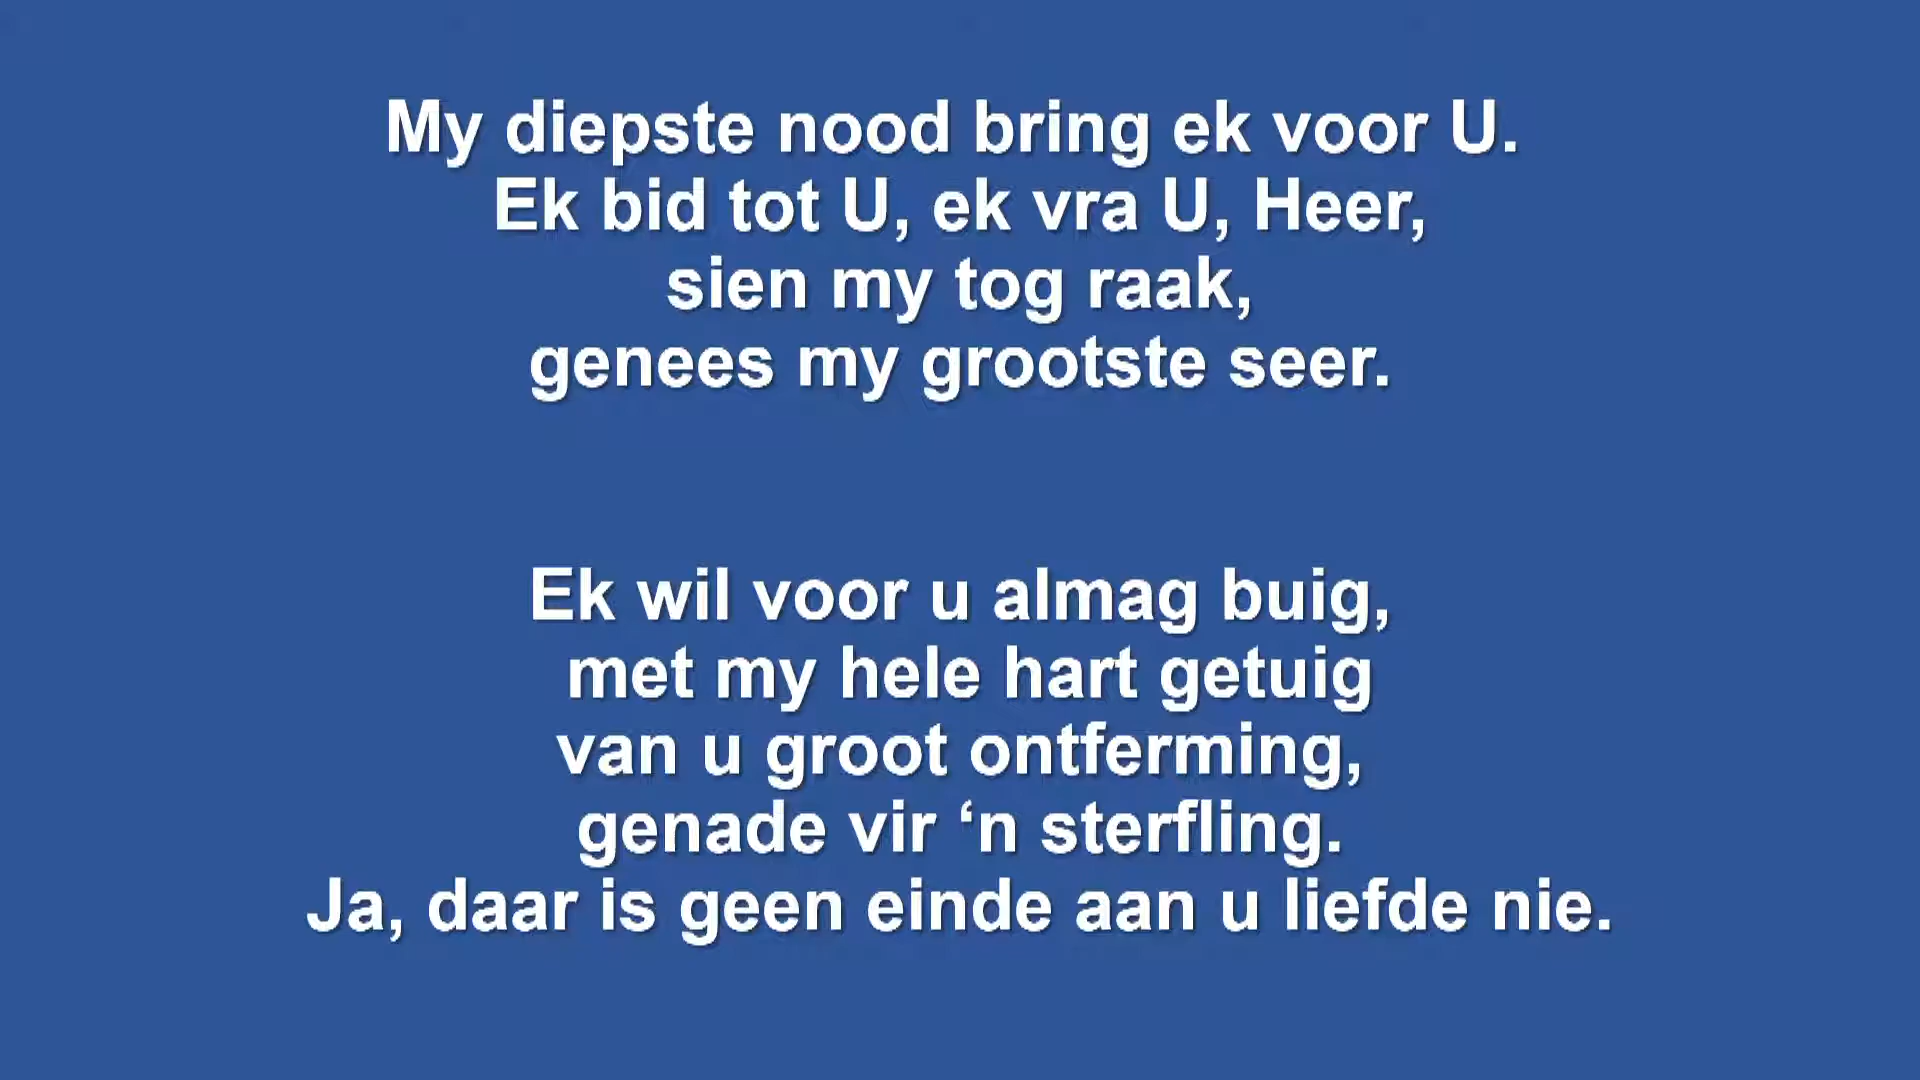 My diepste nood bring ek voor U.
Ek bid tot U, ek vra U, Heer,
sien my tog raak,
genees my grootste seer.
Ek wil voor u almag buig,
met my hele hart getuig
van u groot ontferming,
genade vir ‘n sterfling.
Ja, daar is geen einde aan u liefde nie.